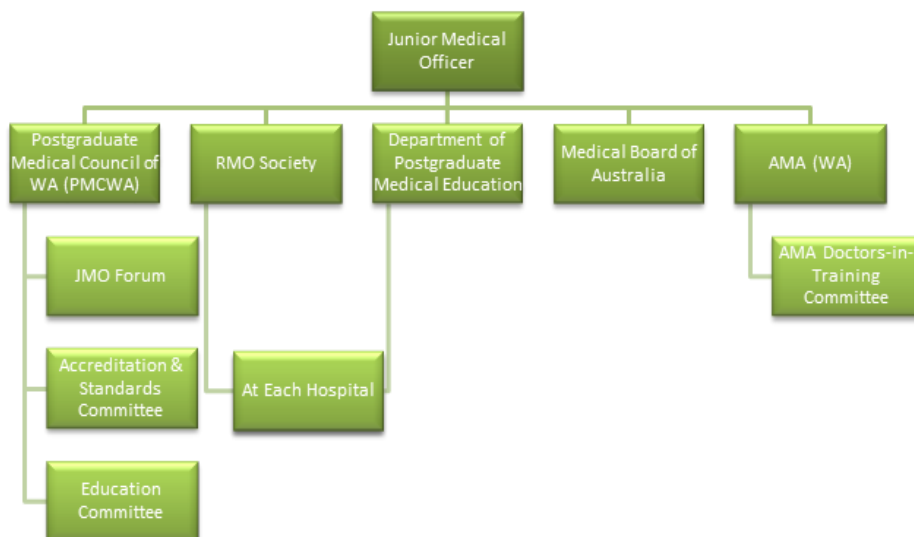 Junior Medical
Officer
Postgraduate
Medical Council of
WA (PMCWA)
RMO Society
Department of
Postgraduate
Medical Education
Medical Board of
Australia
AMA (WA)
JMO Forum
AMA Doctors-in-
Training
Committee
Accreditation &
Standards
Committee
At Each Hospital
Education
Committee